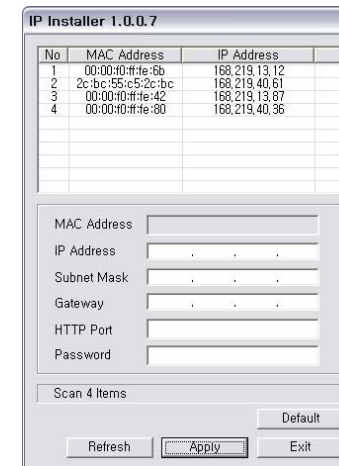 IP Installer 1.0.0.7
No MAC Address IP Address
1 00:00:f0:ff:fe:6b 168,219,13,12
2 2c:bc:55:c5:2c:bc 168,219,40,61
3 00:00:f0:ff:fe:42 168,219,13,87
4 00:00:f0:ff:fe:80 168,219,40,36
MAC Address
IP Address . . .
Subnet Mask . . .
Gateway . . .
HTTP Port
Password
Scan 4 Items
Default
Refresh Apply Exit